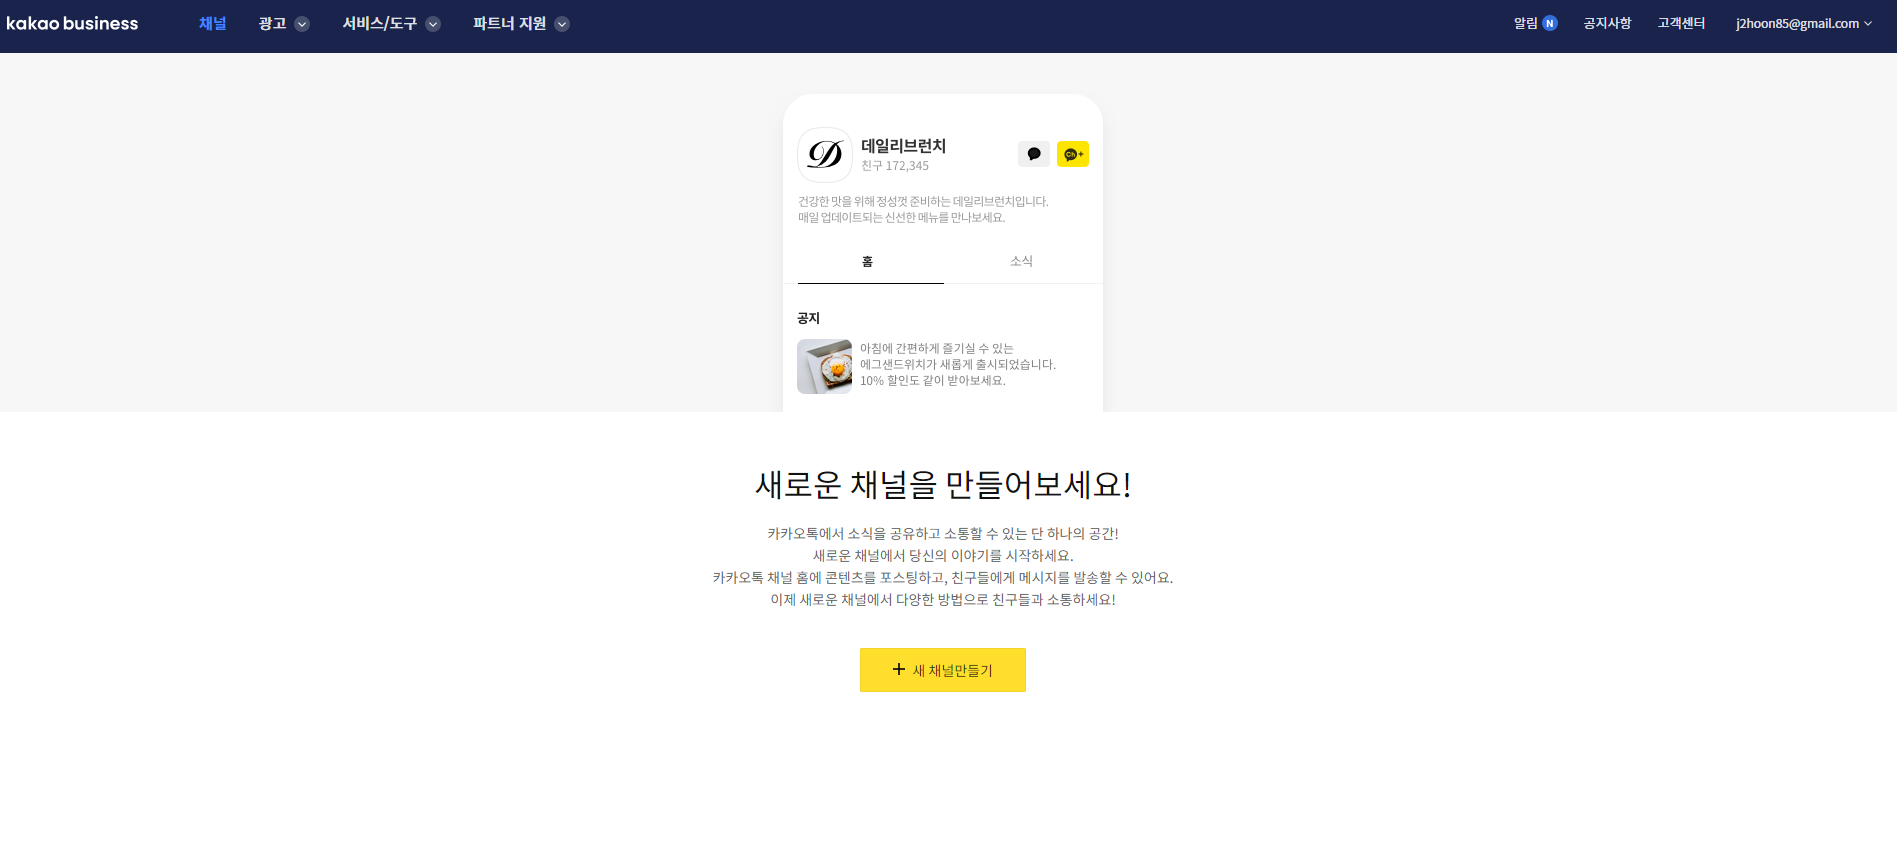 kakao business
채널
광고
서비스/도구
파트너 지원
알림 N
공지사항
고객센터
j2hoon85@gmail.com
D
데일리브런치
친구 172,345
Ch+
건강한 맛을 위해 정성껏 준비하는 데일리브런치입니다.
매일 업데이트되는 신선한 메뉴를 만나보세요.
홈
소식
공지
아침에 간편하게 즐기실 수 있는
에그샌드위치가 새롭게 출시되었습니다.
10% 할인도 같이 받아보세요.
새로운 채널을 만들어보세요!
카카오톡에서 소식을 공유하고 소통할 수 있는 단 하나의 공간!
새로운 채널에서 당신의 이야기를 시작하세요.
카카오톡 채널 홈에 콘텐츠를 포스팅하고, 친구들에게 메시지를 발송할 수 있어요.
이제 새로운 채널에서 다양한 방법으로 친구들과 소통하세요!
+ 새 채널만들기